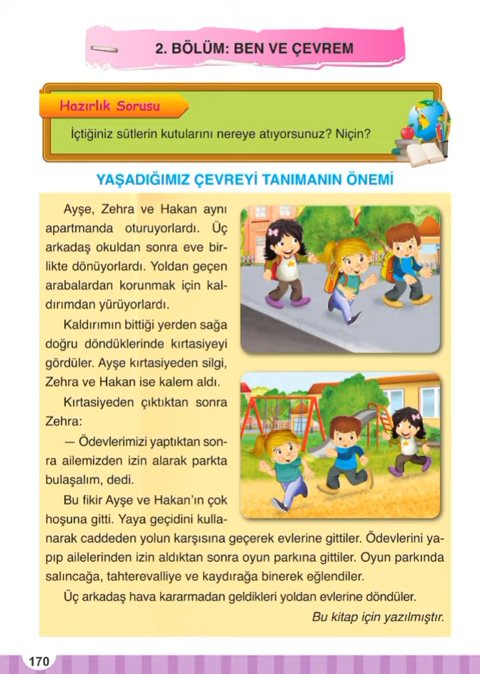 2. BÖLÜM: BEN VE ÇEVREM
Hazırlık Sorusu
İçtiğiniz sütlerin kutularını nereye atıyorsunuz? Niçin?
YAŞADIĞIMIZ ÇEVREYİ TANIMANIN ÖNEMİ
Ayşe, Zehra ve Hakan aynı
apartmanda oturuyorlardı. Üç
arkadaş okuldan sonra eve bir-
likte dönüyorlardı. Yoldan geçen
arabalardan korunmak için kal-
dırımdan yürüyorlardı.
Kaldırımın bittiği yerden sağa
doğru döndüklerinde kırtasiyeyi
gördüler. Ayşe kırtasiyeden silgi,
Zehra ve Hakan ise kalem aldı.
Kırtasiyeden çıktıktan sonra
Zehra:
— Ödevlerimizi yaptıktan son-
ra ailemizden izin alarak parkta
buluşalım, dedi.
Bu fikir Ayşe ve Hakan'ın çok
hoşuna gitti. Yaya geçidini kulla-
narak caddeden yolun karşısına geçerek evlerine gittiler. Ödevlerini ya-
pıp ailelerinden izin aldıktan sonra oyun parkına gittiler. Oyun parkında
salıncağa, tahterevalliye ve kaydırağa binerek eğlendiler.
Üç arkadaş hava kararmadan geldikleri yoldan evlerine döndüler.
Bu kitap için yazılmıştır.
170